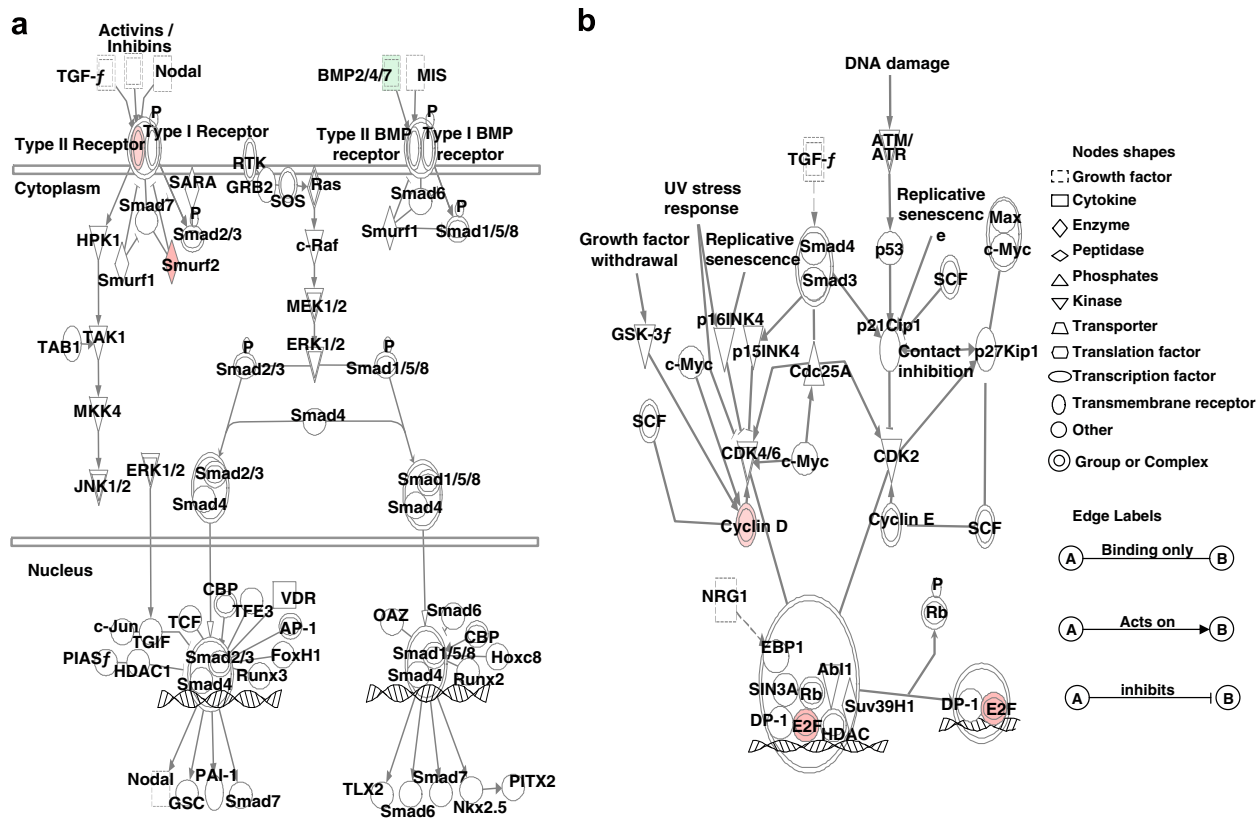 a
Activins /
Inhibins
TGF-ƒ
Nodal
BMP2/4/7
MIS
P
P
Type II Receptor
Type I Receptor
Type II BMP
receptor
Type I BMP
receptor
RTK
GRB2
SOS
Ras
Cytoplasm
SARA
Smad7
P
Smad2/3
HPK1
Smurf1
Smurf2
c-Raf
Smad6
Smurf1
P
Smad1/5/8
MEK1/2
TAB1
TAK1
ERK1/2
P
Smad2/3
P
Smad1/5/8
MKK4
Smad4
JNK1/2
ERK1/2
Smad2/3
Smad4
Smad1/5/8
Smad4
Nucleus
CBP
TFE3
VDR
c-Jun
TCF
AP-1
TGIF
PIASƒ
HDAC1
Smad2/3
FoxH1
Smad4
Runx3
OAZ
Smad6
CBP
Smad1/5/8
Hoxc8
Smad4
Runx2
Nodal
PAI-1
GSC
Smad7
TLX2
Smad6
Smad7
Nkx2.5
PITX2
b
DNA damage
TGF-ƒ
ATM/
ATR
UV stress
response
Replicative
senescenc
e
Max
c-Myc
Growth factor
withdrawal
Replicative
senescence
Smad4
Smad3
p53
SCF
GSK-3ƒ
p16INK4
p15INK4
p21Cip1
c-Myc
Cdc25A
Contact
inhibition
p27Kip1
SCF
CDK4/6
c-Myc
CDK2
Cyclin D
Cyclin E
SCF
NRG1
P
Rb
EBP1
Abl1
SIN3A
Rb
Suv39H1
DP-1
E2F
HDAC
DP-1
E2F
Nodes shapes
Growth factor
Cytokine
Enzyme
Peptidase
Phosphates
Kinase
Transporter
Translation factor
Transcription factor
Transmembrane receptor
Other
Group or Complex
Edge Labels
A Binding only B
A Acts on B
A inhibits B